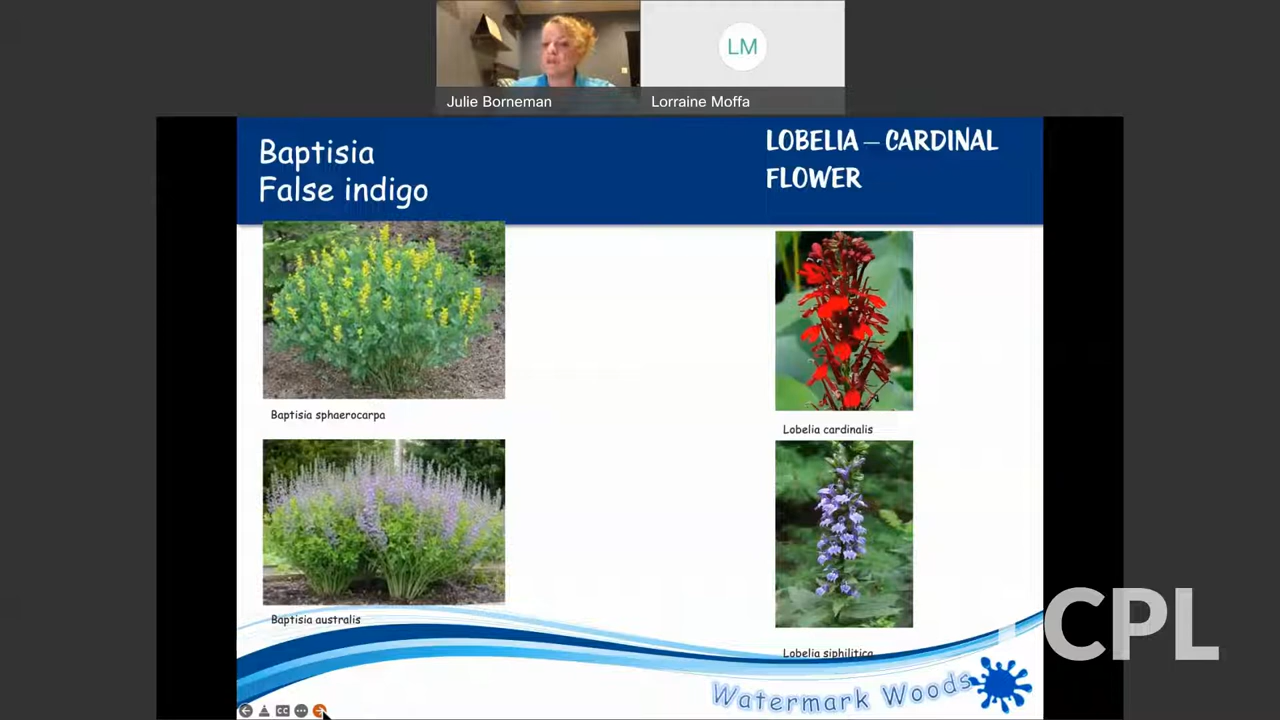 LM
Julie Borneman
Lorraine Moffa
Baptisia
False indigo
LOBELIA – CARDINAL
FLOWER
Baptisia sphaerocarpa
Lobelia cardinalis
Baptisia australis
Lobelia siphilitica
CPL
Watermark Woods
CC